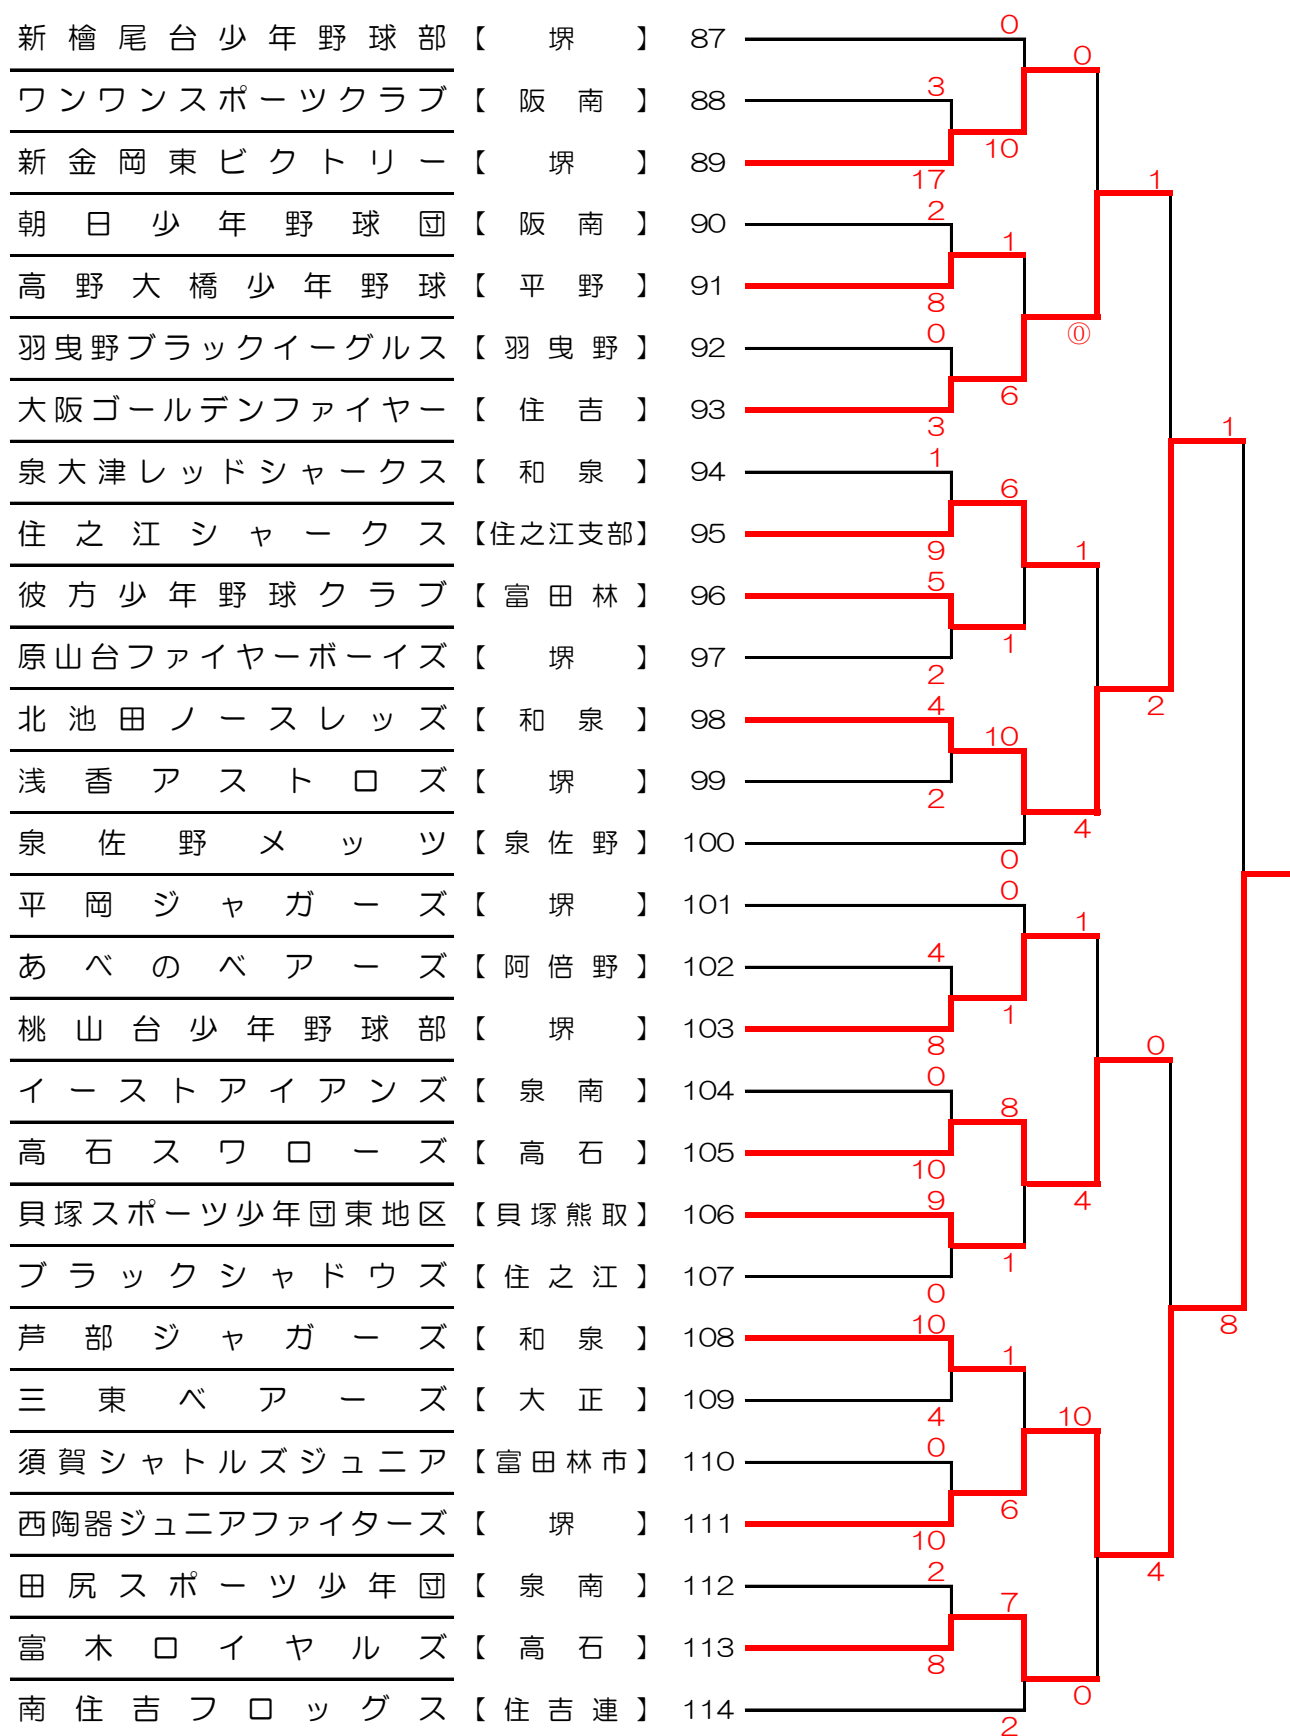 新檜尾台少年野球部【堺】87
0
0
ワンワンスポーツクラブ【阪南】88
3
10
新金岡東ビクトリー【堺】89
17
1
朝日少年野球団【阪南】90
2
1
高野大橋少年野球【平野】91
8
⓪
羽曳野ブラックイーグルス【羽曳野】92
0
6
大阪ゴールデンファイヤー【住吉】93
3
1
泉大津レッドシャークス【和泉】94
1
6
住之江シャークス【住之江支部】95
9
1
彼方少年野球クラブ【富田林】96
5
1
原山台ファイヤーボーイズ【堺】97
2
2
北池田ノースレッズ【和泉】98
4
10
浅香アストロズ【堺】99
2
4
泉佐野メッツ【泉佐野】100
0
平岡ジャガーズ【堺】101
0
1
あべのベアーズ【阿倍野】102
4
1
桃山台少年野球部【堺】103
8
0
イーストアイアンズ【泉南】104
0
8
高石スワローズ【高石】105
10
4
貝塚スポーツ少年団東地区【貝塚熊取】106
9
1
ブラックシャドウズ【住之江】107
0
芦部ジャガーズ【和泉】108
10
1
8
三東ベアーズ【大正】109
4
10
須賀シャトルズジュニア【富田林市】110
0
6
西陶器ジュニアファイターズ【堺】111
10
4
田尻スポーツ少年団【泉南】112
2
7
富木ロイヤルズ【高石】113
8
0
南住吉フロッグス【住吉連】114
2